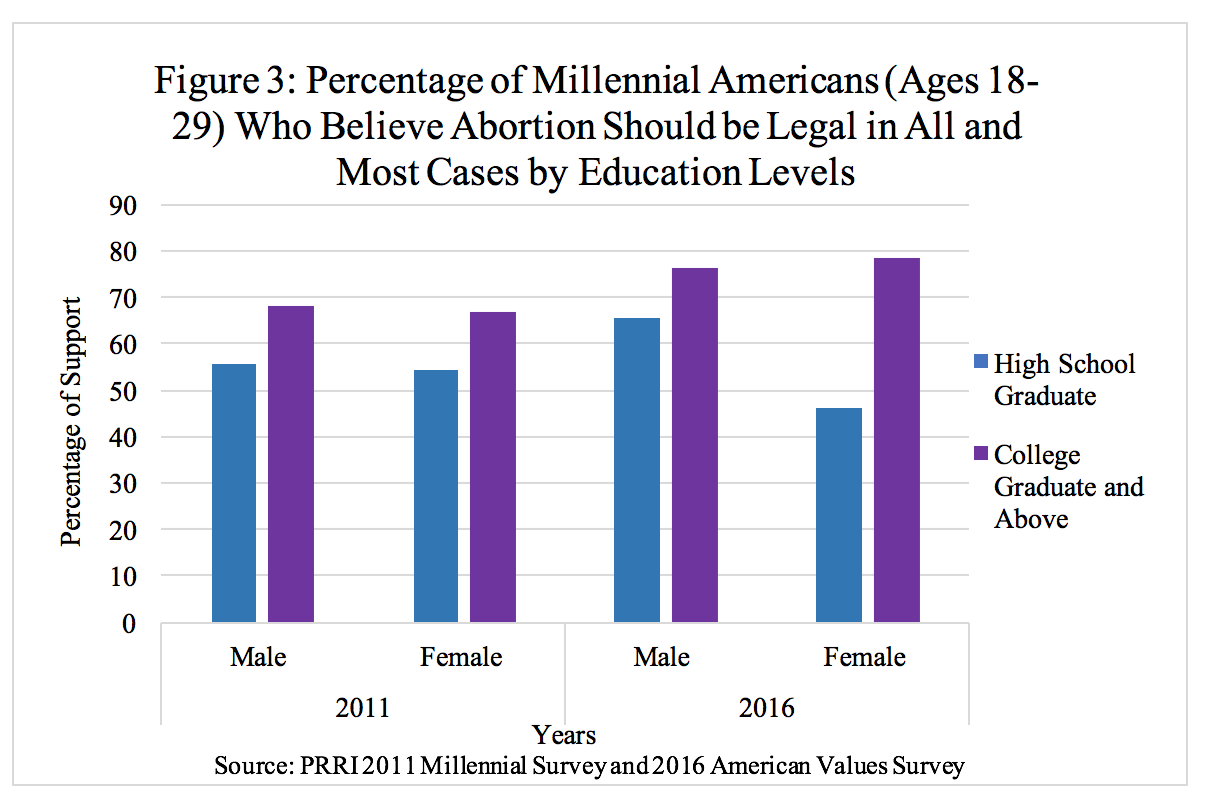 Figure 3: Percentage of Millennial Americans (Ages 18-
29) Who Believe Abortion Should be Legal in All and
Most Cases by Education Levels
90
80
70
60
50
40
30
20
10
0
Percentage of Support
Male
Female
Male
Female
2011
2016
Years
High School
Graduate
College
Graduate and
Above
Source: PRRI 2011 Millennial Survey and 2016 American Values Survey